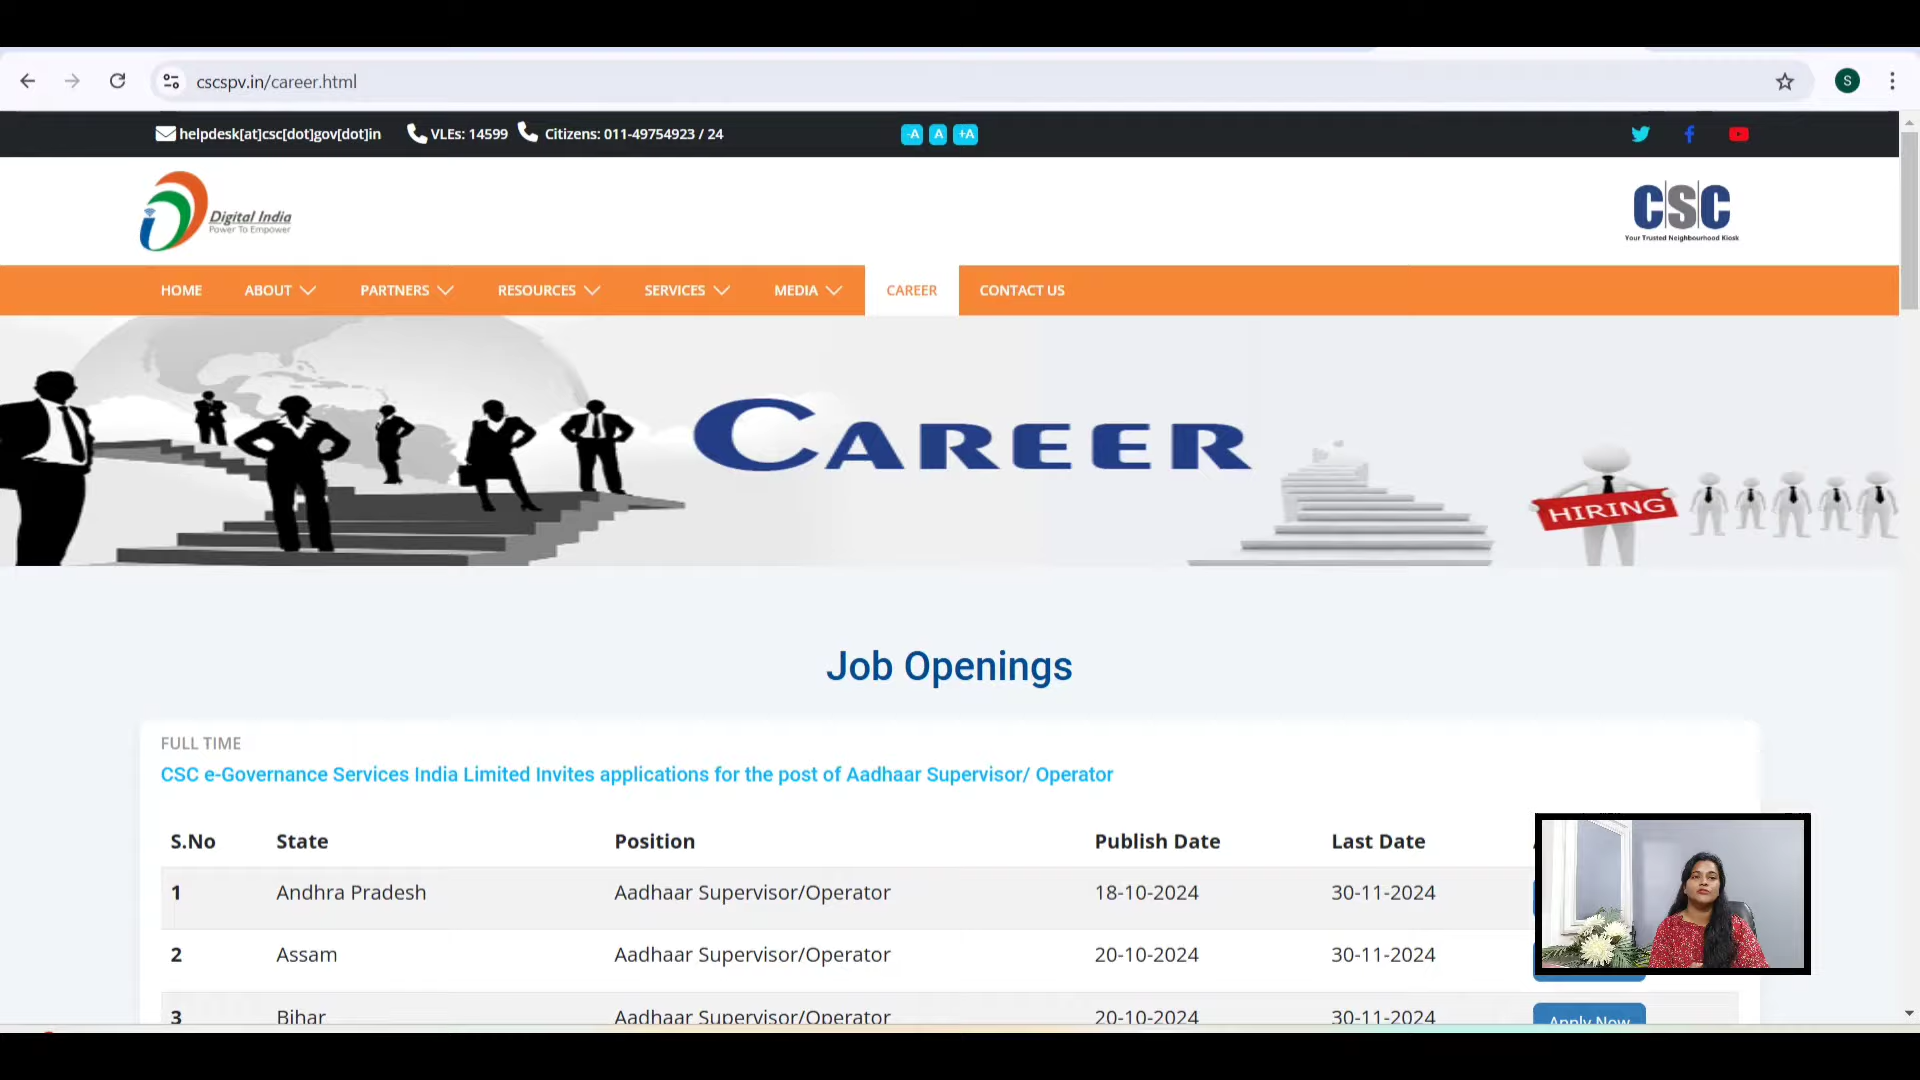 cscspv.in/career.html
S
helpdesk[at]csc[dot]gov[dot]in VLEs: 14599 Citizens: 011-49754923 / 24
-A A +A
Digital India
Power To Empower
CSC
Your Trusted Neighbourhood Kiosk
HOME ABOUT PARTNERS RESOURCES SERVICES MEDIA CAREER CONTACT US
CAREER
HIRING
Job Openings
FULL TIME
CSC e-Governance Services India Limited Invites applications for the post of Aadhaar Supervisor/ Operator
S.No State Position Publish Date Last Date
1 Andhra Pradesh Aadhaar Supervisor/Operator 18-10-2024 30-11-2024
2 Assam Aadhaar Supervisor/Operator 20-10-2024 30-11-2024
3 Bihar Aadhaar Supervisor/Operator 20-10-2024 30-11-2024 Apply Now